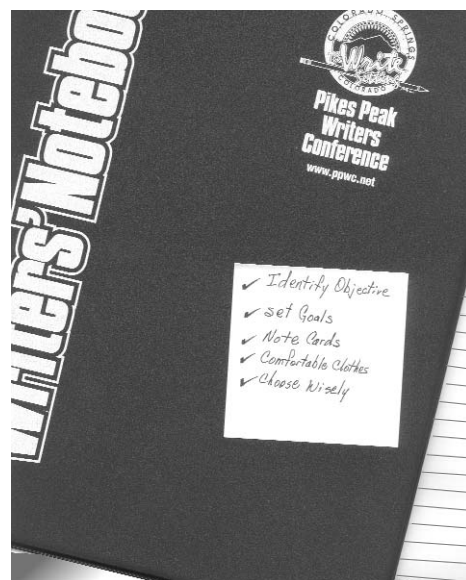 Writers' Notebo
COLORADO SPRINGS
Write
COLORADO
Pikes Peak
Writers
Conference
www.ppwc.net
✓ Identify Objective
✓ set Goals
✓ Note Cards
✓ Comfortable Clothes
✓ Choose Wisely